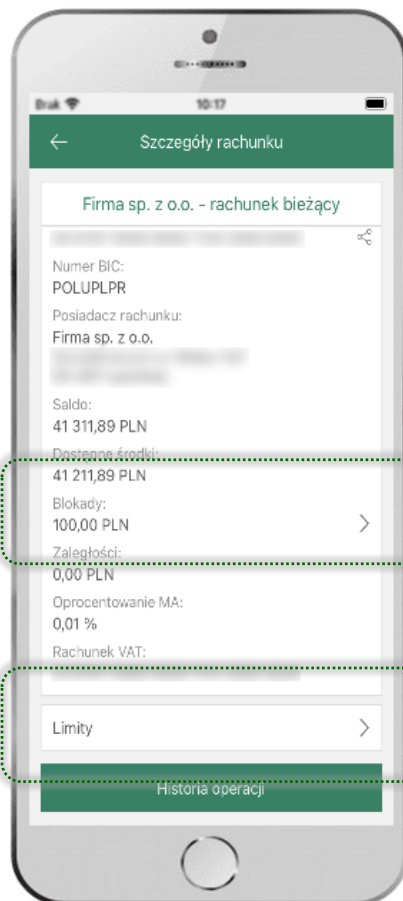 Brak
10:17
Szczegóły rachunku
Firma sp. z o.o. - rachunek bieżący
Numer BIC:
POLUPLPR
Posiadacz rachunku:
Firma sp. z o.o.
Saldo:
41 311,89 PLN
Dostępne środki:
41 211,89 PLN
Blokady:
100,00 PLN
Zaległości:
0,00 PLN
Oprocentowanie MA:
0,01 %
Rachunek VAT:
Limity
Historia operacji